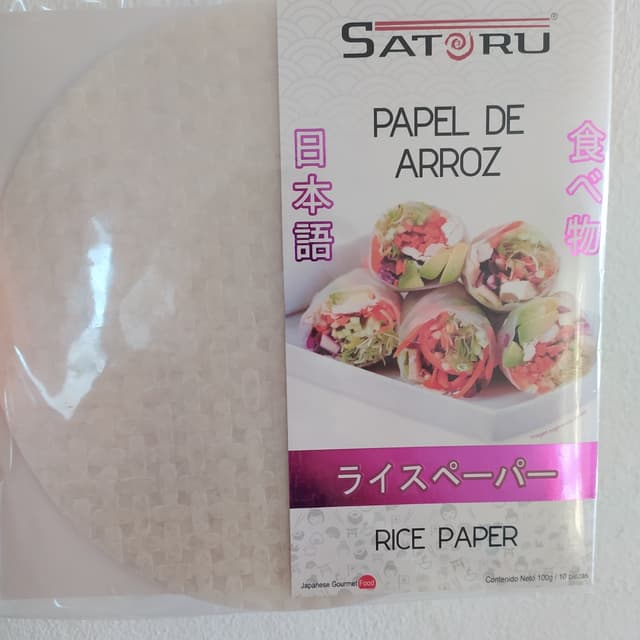 SATORU®
PAPEL DE
ARROZ
日本語
食べ物
ライスペーパー
RICE PAPER
Japanese Gourmet Food
Contenido Neto 100g / 10 piezas